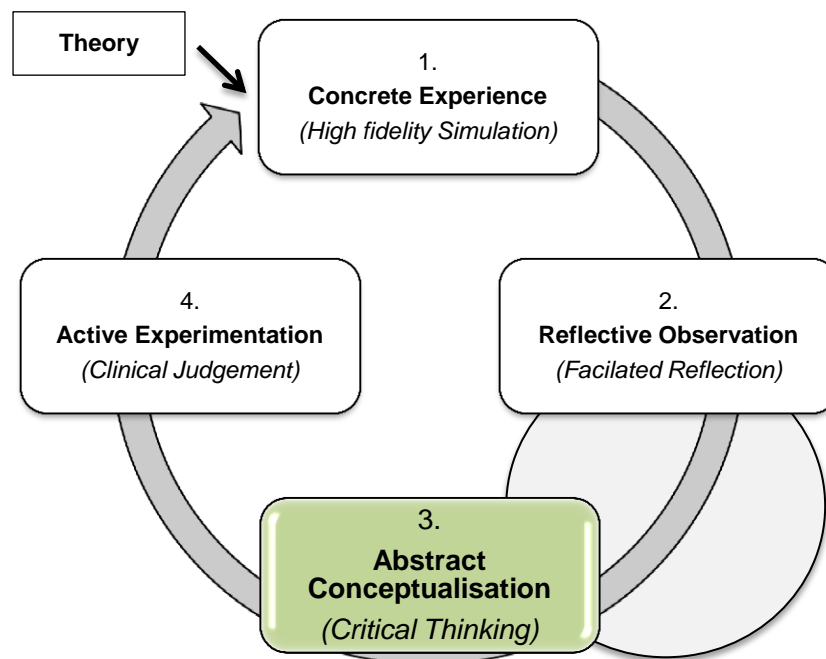 Theory
1.
Concrete Experience
(High fidelity Simulation)
2.
Reflective Observation
(Facilated Reflection)
3.
Abstract
Conceptualisation
(Critical Thinking)
4.
Active Experimentation
(Clinical Judgement)